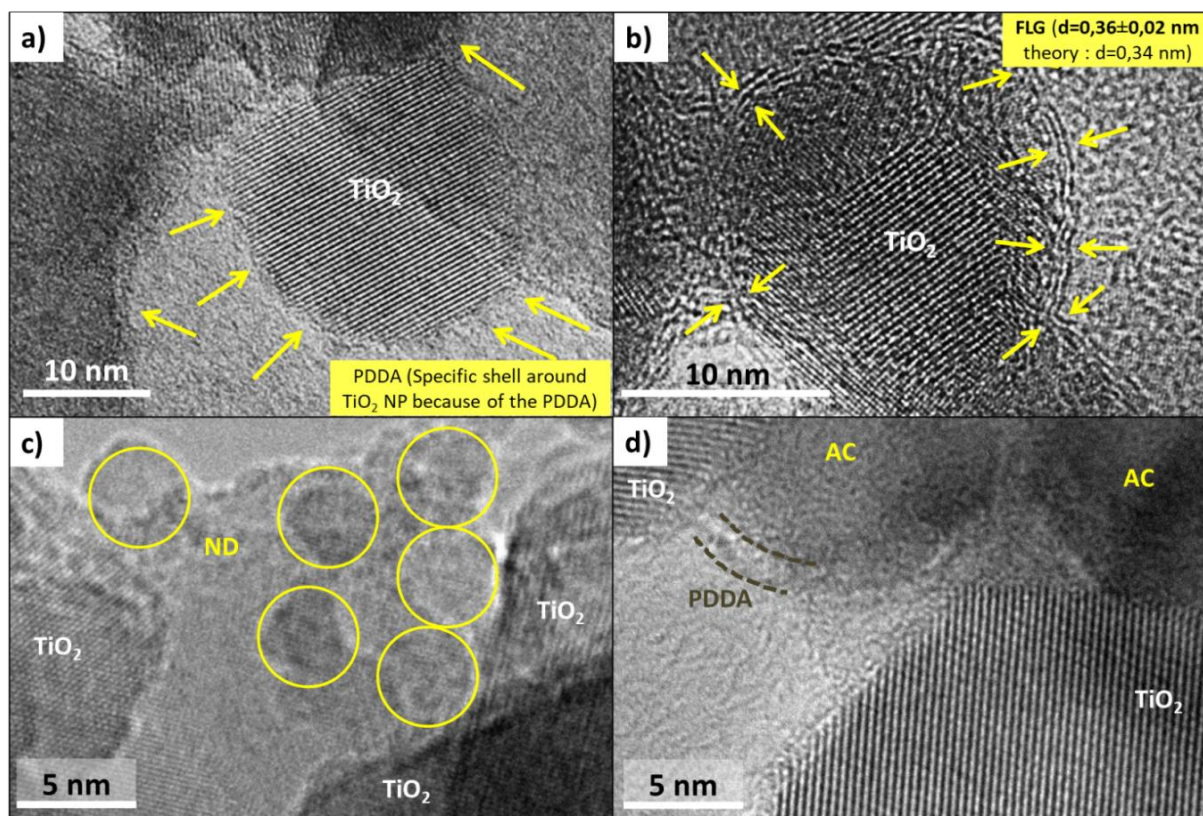 a)
TiO₂
10 nm
PDDA (Specific shell around
TiO₂ NP because of the PDDA)
b)
FLG (d=0,36±0,02 nm
theory : d=0,34 nm)
TiO₂
10 nm
c)
ND
TiO₂
TiO₂
TiO₂
5 nm
d)
AC
AC
TiO₂
PDDA
TiO₂
5 nm